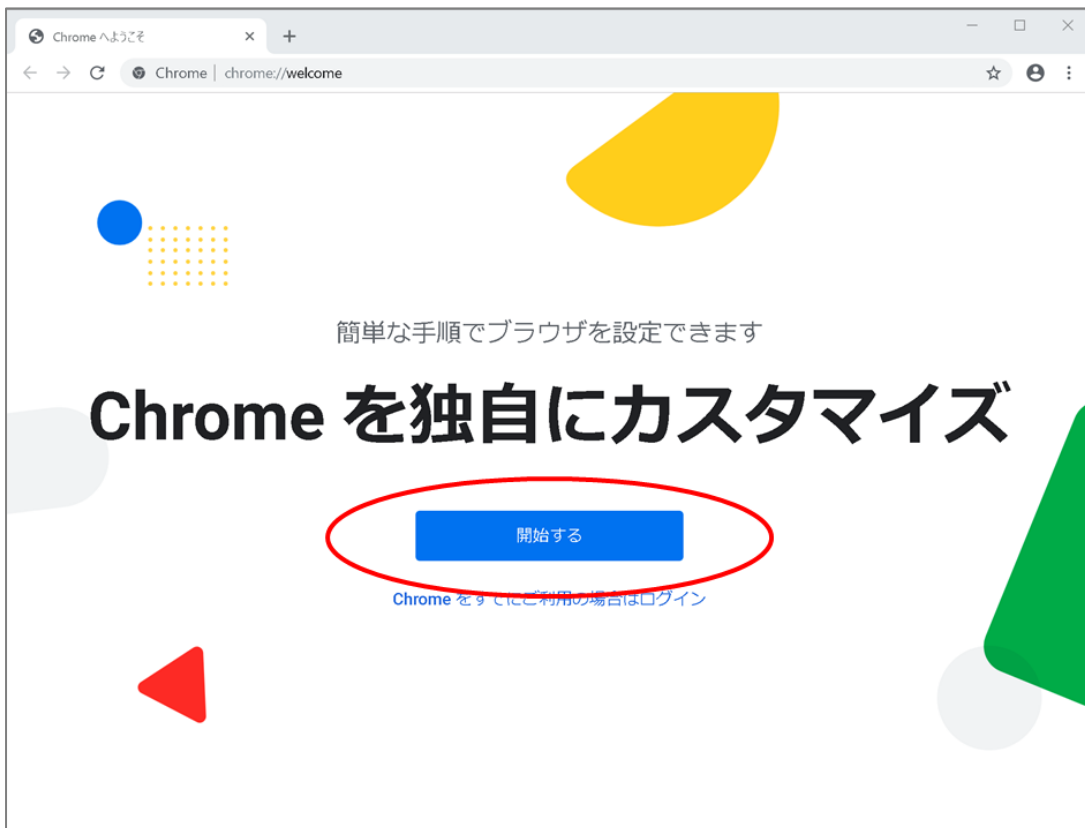 Chrome へようこそ
Chrome chrome://welcome
簡単な手順でブラウザを設定できます
Chrome を独自にカスタマイズ
開始する
Chrome をすでにご利用の場合はログイン